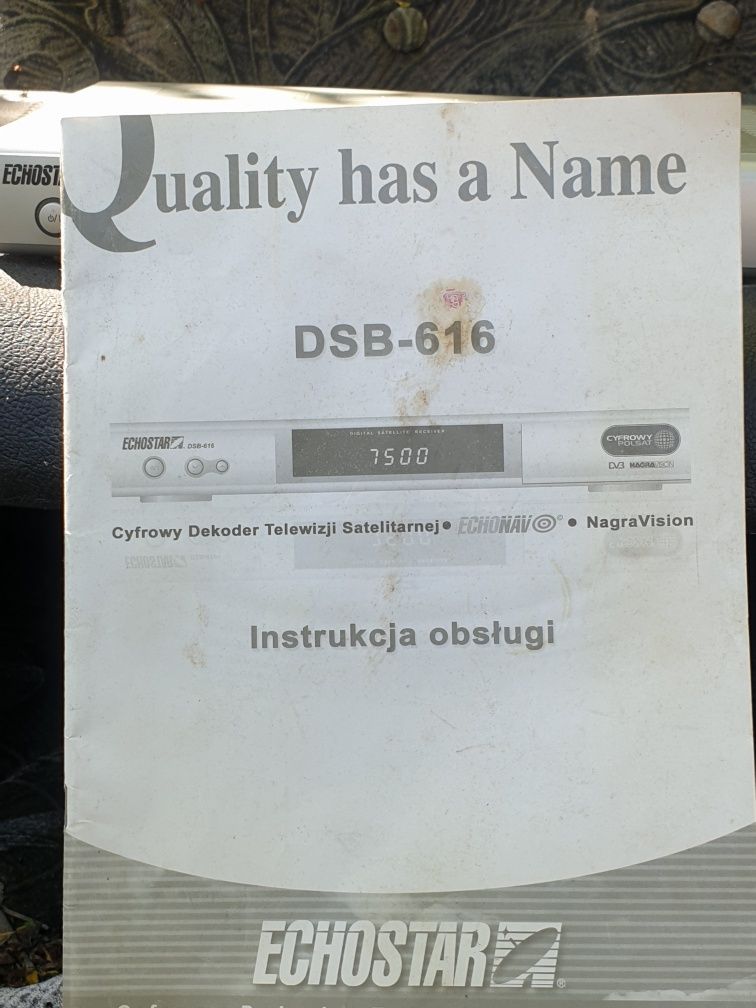 Quality has a Name
ECHOST
DSB-616
DIGITAL SATELLITE RECEIVER
ECHOSTAR DSB-616
7500
CYFROWY
POLSAT
DVB NAGRAVISION
Cyfrowy Dekoder Telewizji Satelitarnej • ECHONAV © • NagraVision
Instrukcja obsługi
ECHOSTAR ®